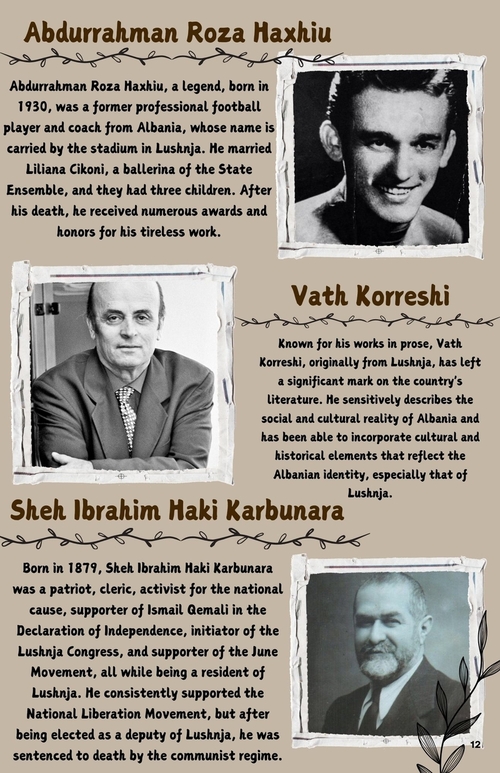 Abdurrahman Roza Haxhiu
Abdurrahman Roza Haxhiu, a legend, born in
1930, was a former professional football
player and coach from Albania, whose name is
carried by the stadium in Lushnja. He married
Liliana Cikoni, a ballerina of the State
Ensemble, and they had three children. After
his death, he received numerous awards and
honors for his tireless work.
Vath Korreshi
Known for his works in prose, Vath
Korreshi, originally from Lushnja, has left
a significant mark on the country's
literature. He sensitively describes the
social and cultural reality of Albania and
has been able to incorporate cultural and
historical elements that reflect the
Albanian identity, especially that of
Lushnja.
Sheh Ibrahim Haki Karbunara
Born in 1879, Sheh Ibrahim Haki Karbunara
was a patriot, cleric, activist for the national
cause, supporter of Ismail Qemali in the
Declaration of Independence, initiator of the
Lushnja Congress, and supporter of the June
Movement, all while being a resident of
Lushnja. He consistently supported the
National Liberation Movement, but after
being elected as a deputy of Lushnja, he was
sentenced to death by the communist regime.
12